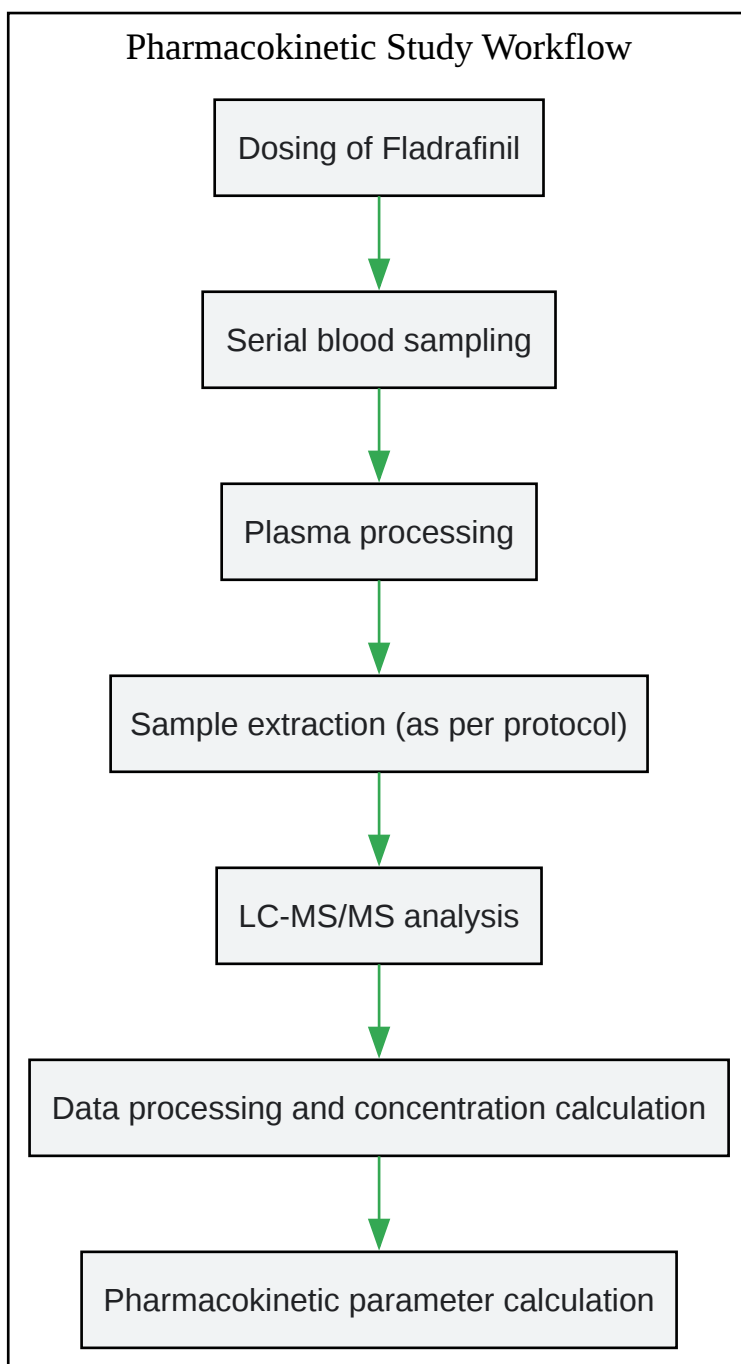 Pharmacokinetic Study Workflow
Dosing of Fladrafinil
Serial blood sampling
Plasma processing
Sample extraction (as per protocol)
LC-MS/MS analysis
Data processing and concentration calculation
Pharmacokinetic parameter calculation